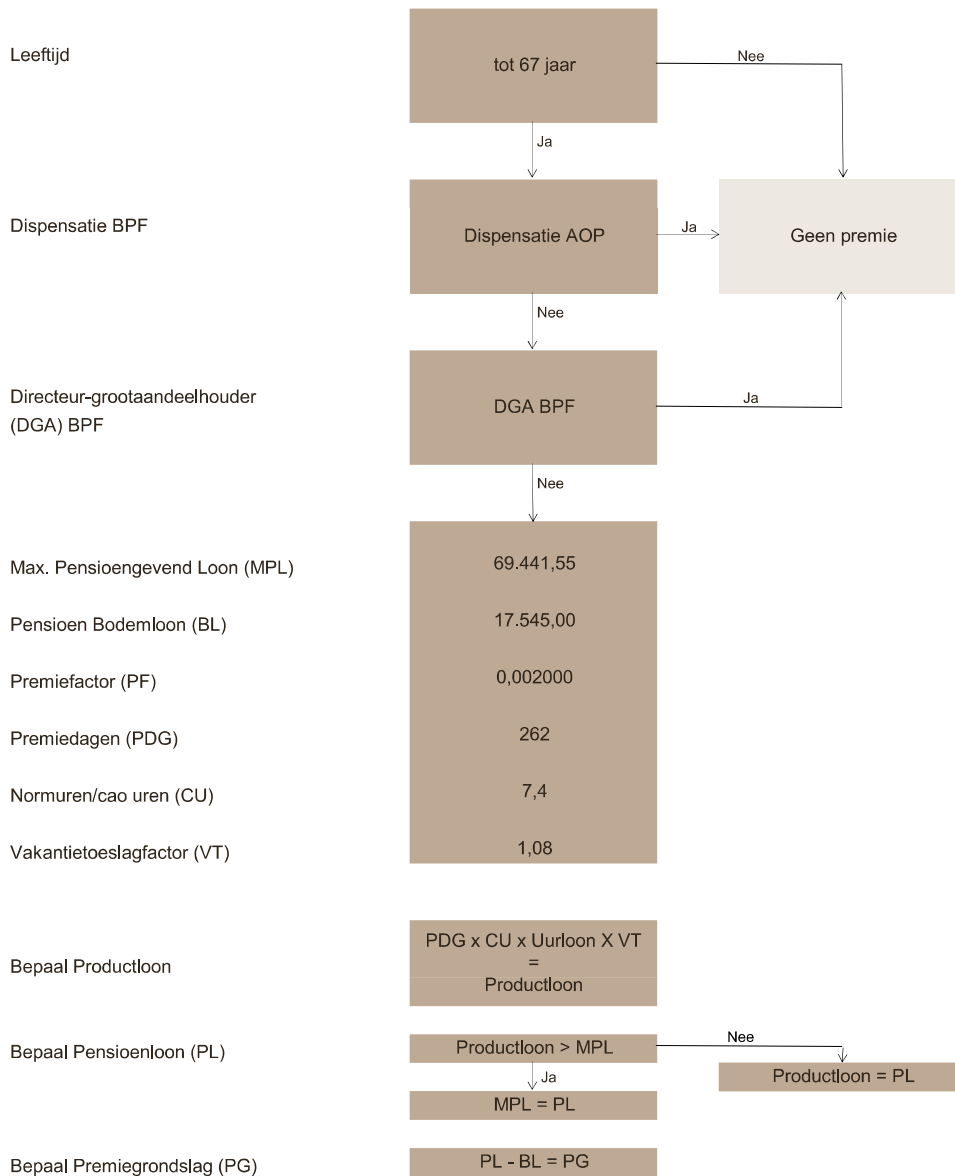 Leeftijd
tot 67 jaar
Nee
Ja
Dispensatie BPF
Dispensatie AOP
Ja
Geen premie
Nee
Directeur-grootaandeelhouder
(DGA) BPF
DGA BPF
Ja
Nee
Max. Pensioengevend Loon (MPL)
69.441,55
Pensioen Bodemloon (BL)
17.545,00
Premiefactor (PF)
0,002000
Premiedagen (PDG)
262
Normuren/cao uren (CU)
7,4
Vakantietoeslagfactor (VT)
1,08
Bepaal Productloon
PDG x CU x Uurloon X VT
=
Productloon
Bepaal Pensioenloon (PL)
Productloon > MPL
Nee
Ja
Productloon = PL
MPL = PL
Bepaal Premiegrondslag (PG)
PL - BL = PG